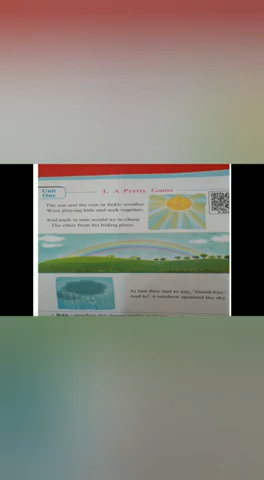 Unit
One
1. A Pretty Game
The sun and the rain in fickle weather
Were playing hide and seek together;
And each in turn would try to chase
The other from his hiding place.
At last they met to say, "Good-bye,"
And lo! A rainbow spanned the sky.